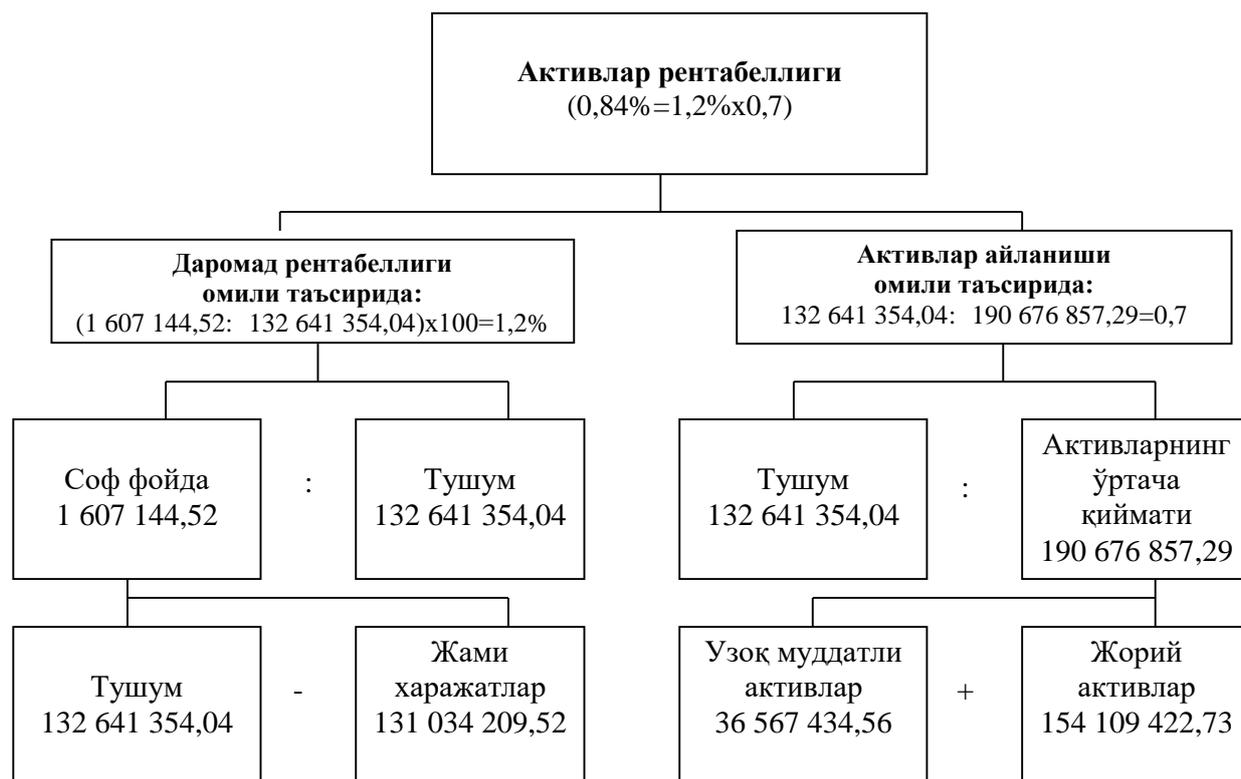 Активлар рентабеллиги
(0,84%=1,2%х0,7)
Даромад рентабеллиги
омили таъсирида:
(1 607 144,52: 132 641 354,04)х100=1,2%
Активлар айланиши
омили таъсирида:
132 641 354,04: 190 676 857,29=0,7
Соф фойда
1 607 144,52
:
Тушум
132 641 354,04
Тушум
132 641 354,04
:
Активларнинг
ўртача
қиймати
190 676 857,29
Тушум
132 641 354,04
-
Жами
харажатлар
131 034 209,52
Узоқ муддатли
активлар
36 567 434,56
+
Жорий
активлар
154 109 422,73